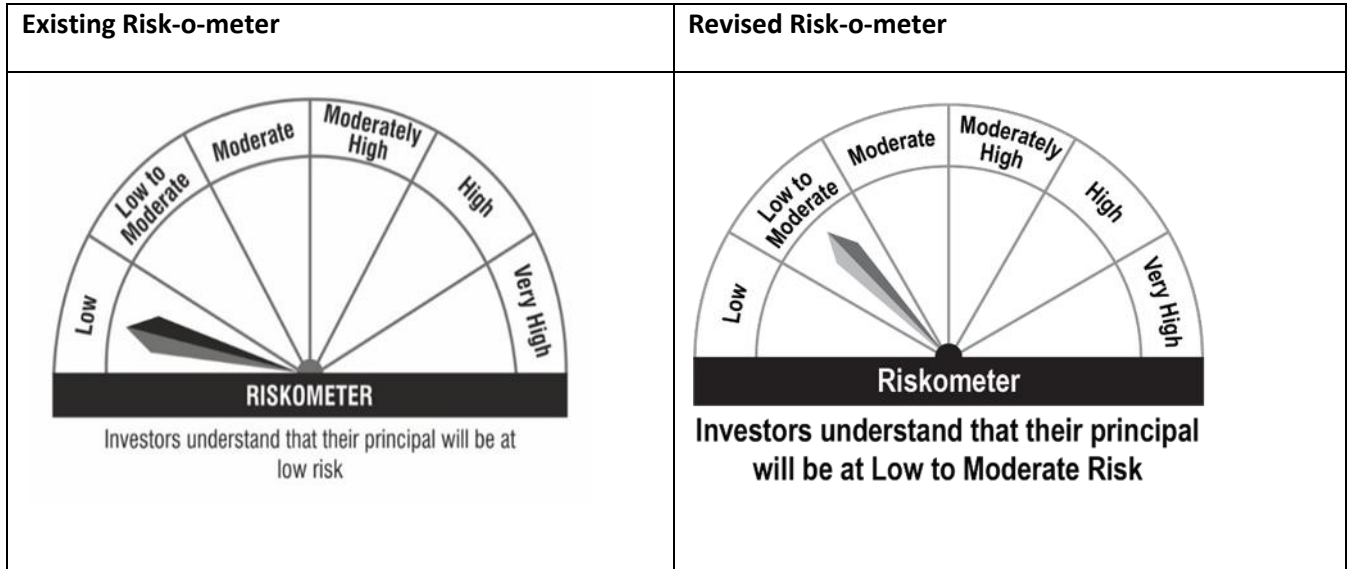 Existing Risk-o-meter
Revised Risk-o-meter
Low
Low to
Moderate
Moderate
Moderately
High
High
Very High
RISKOMETER
Investors understand that their principal will be at
low risk
Low
Low to
Moderate
Moderate
Moderately
High
High
Very High
Riskometer
Investors understand that their principal
will be at Low to Moderate Risk